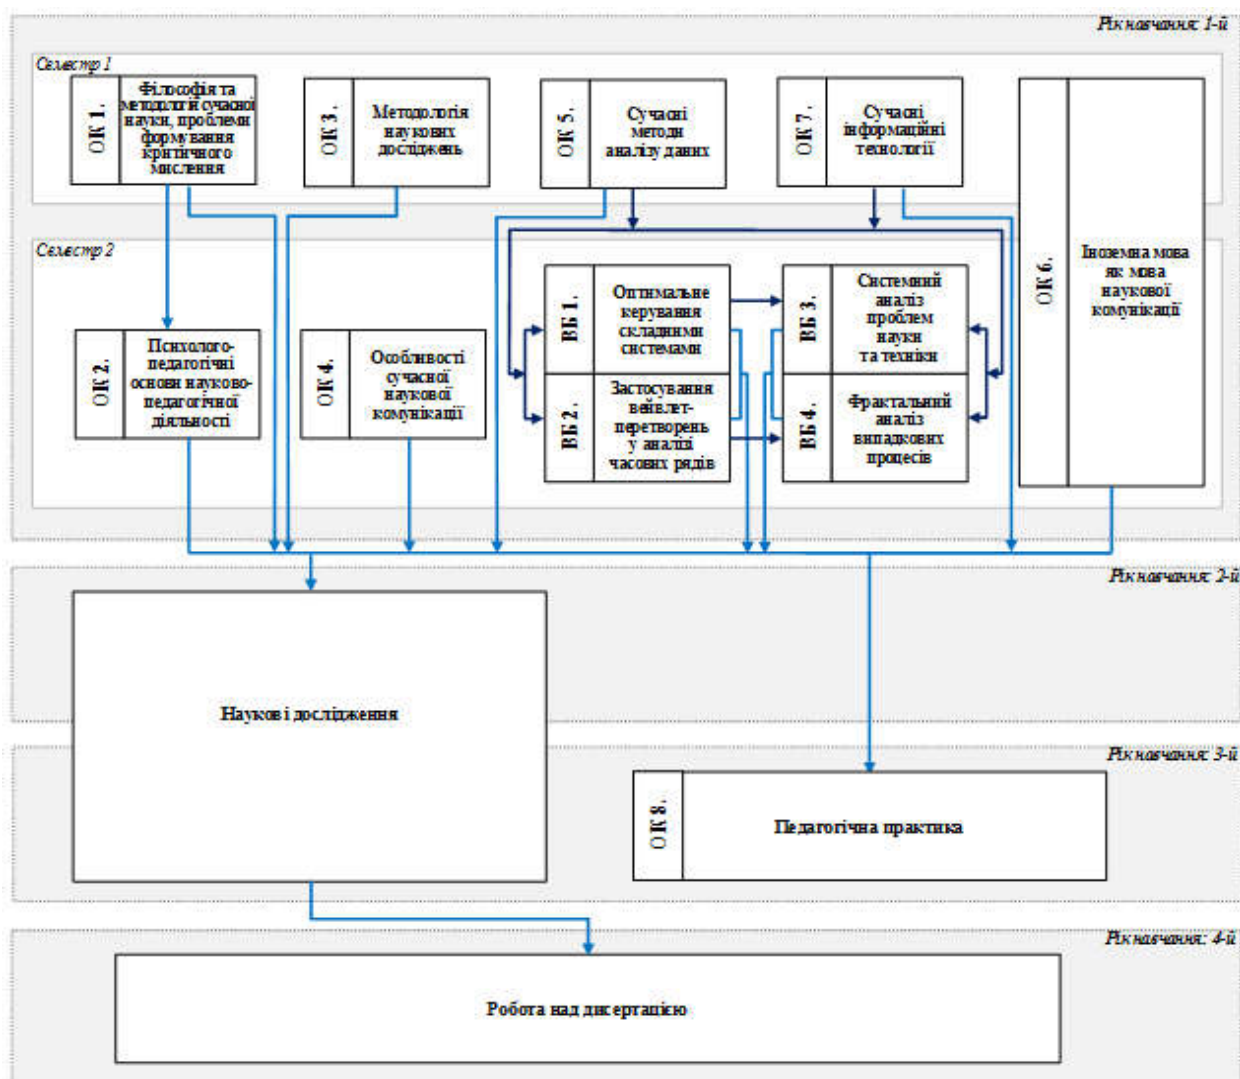 Рік навчання: 1-й
Семестр 1
ОК 1.
Філософія та
методологія сучасної
науки, проблеми
формування
критичного
мислення
ОК 3.
Методологія
наукових
досліджень
ОК 5.
Сучасні
методи
аналізу даних
ОК 7.
Сучасні
інформаційні
технології
ОК 6.
Іноземна мова
як мова
наукової
комунікації
Семестр 2
ОК 2.
Психолого-
педагогічні
основи науково-
педагогічної
діяльності
ОК 4.
Особливості
сучасної
наукової
комунікації
ВБ 1.
Оптимальне
керування
складними
системами
ВБ 2.
Застосування
вейвлет-
перетворень
у аналізі
часових рядів
ВБ 3.
Системний
аналіз
проблем
науки
та техніки
ВБ 4.
Фрактальний
аналіз
випадкових
процесів
Рік навчання: 2-й
Наукові дослідження
Рік навчання: 3-й
ОК 8.
Педагогічна практика
Рік навчання: 4-й
Робота над дисертацією